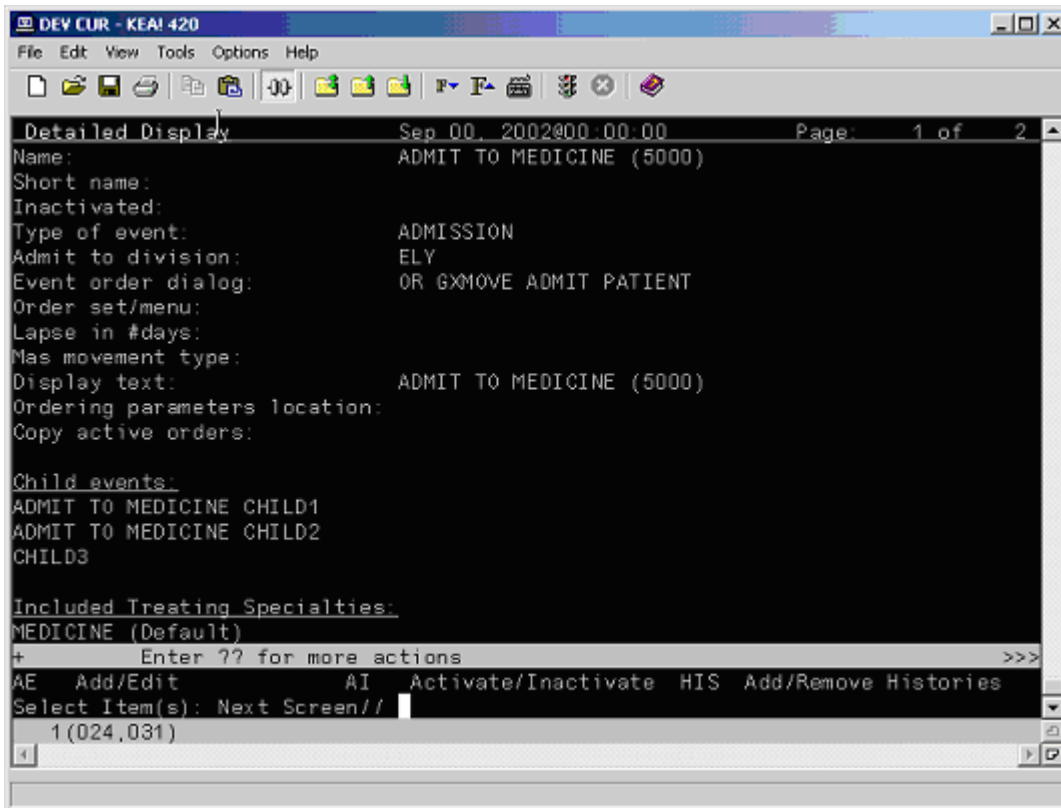 DEV CUR - KEA! 420
File Edit View Tools Options Help
Detailed Display Sep 00, 2002@00:00:00 Page: 1 of 2
Name: ADMIT TO MEDICINE (5000)
Short name:
Inactivated:
Type of event: ADMISSION
Admit to division: ELY
Event order dialog: OR GXMOVE ADMIT PATIENT
Order set/menu:
Lapse in #days:
Mas movement type:
Display text: ADMIT TO MEDICINE (5000)
Ordering parameters location:
Copy active orders:
Child events:
ADMIT TO MEDICINE CHILD1
ADMIT TO MEDICINE CHILD2
CHILD3
Included Treating Specialties:
MEDICINE (Default)
+ Enter ?? for more actions >>>
AE Add/Edit AI Activate/Inactivate HIS Add/Remove Histories
Select Item(s): Next Screen//
1(024,031)